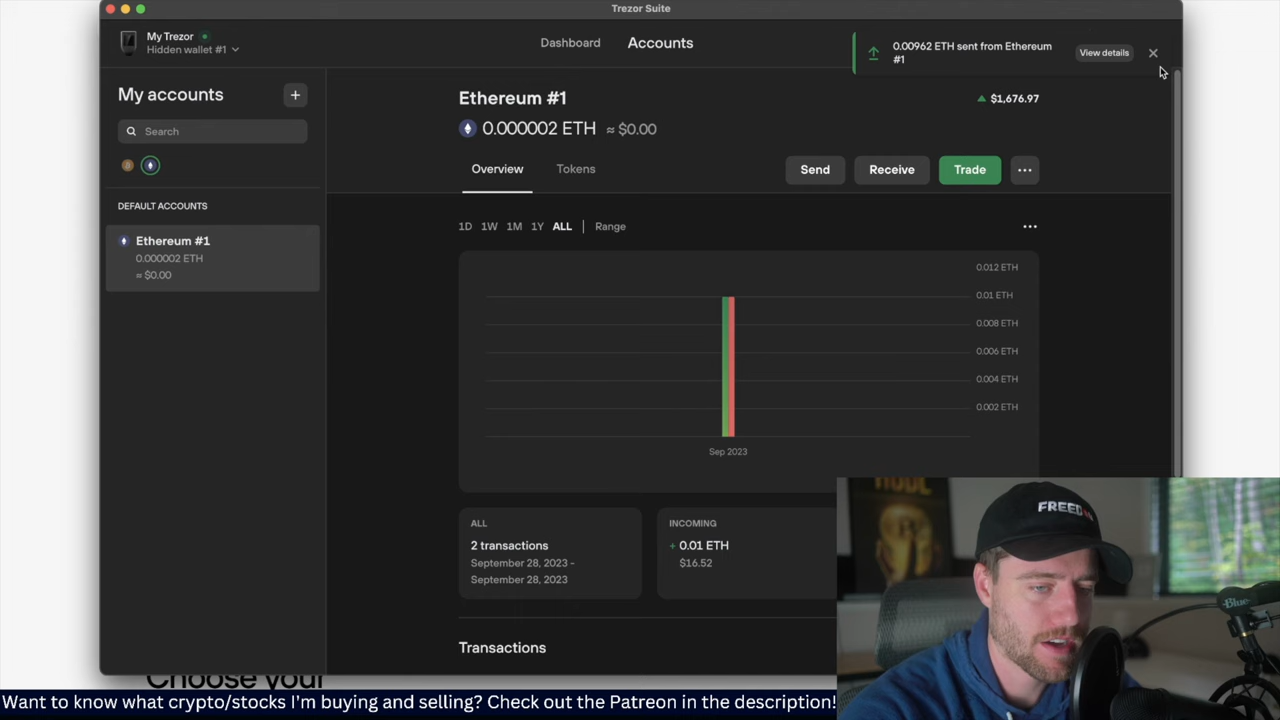 Trezor Suite
My Trezor
Hidden wallet #1
Dashboard
Accounts
0.00962 ETH sent from Ethereum
#1
View details
My accounts
Search
DEFAULT ACCOUNTS
Ethereum #1
0.000002 ETH
≈ $0.00
Ethereum #1
$1,676.97
0.000002 ETH ≈ $0.00
Overview
Tokens
Send
Receive
Trade
1D 1W 1M 1Y ALL | Range
0.012 ETH
0.01 ETH
0.008 ETH
0.006 ETH
0.004 ETH
0.002 ETH
Sep 2023
ALL
2 transactions
September 28, 2023 -
September 28, 2023
INCOMING
+ 0.01 ETH
$16.52
Transactions
HODL
Blue
Choose your
Want to know what crypto/stocks I'm buying and selling? Check out the Patreon in the description!